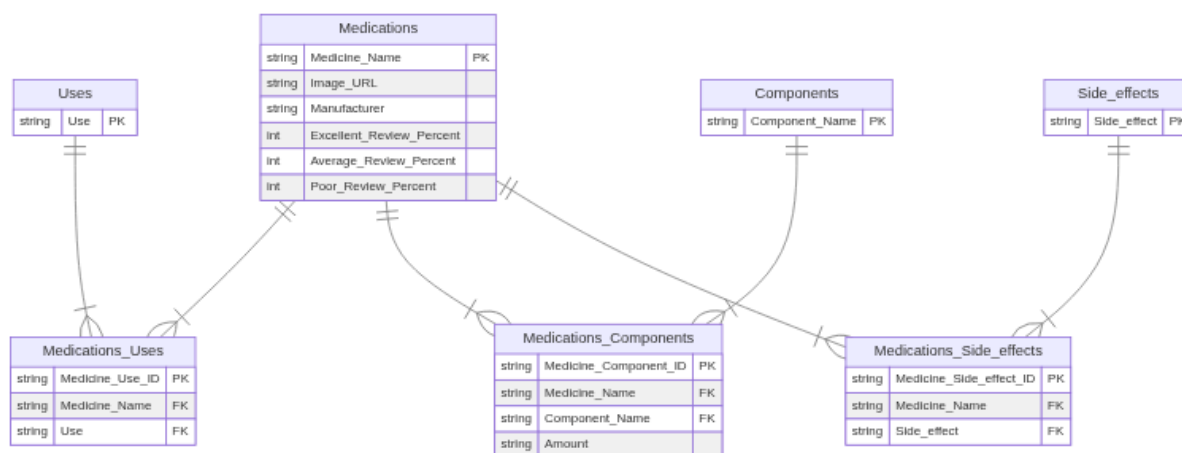 Medications
string Medicine_Name PK
string Image_URL
string Manufacturer
int Excellent_Review_Percent
int Average_Review_Percent
int Poor_Review_Percent
Uses
string Use PK
Components
string Component_Name PK
Side_effects
string Side_effect PK
Medications_Uses
string Medicine_Use_ID PK
string Medicine_Name FK
string Use FK
Medications_Components
string Medicine_Component_ID PK
string Medicine_Name FK
string Component_Name FK
string Amount
Medications_Side_effects
string Medicine_Side_effect_ID PK
string Medicine_Name FK
string Side_effect FK